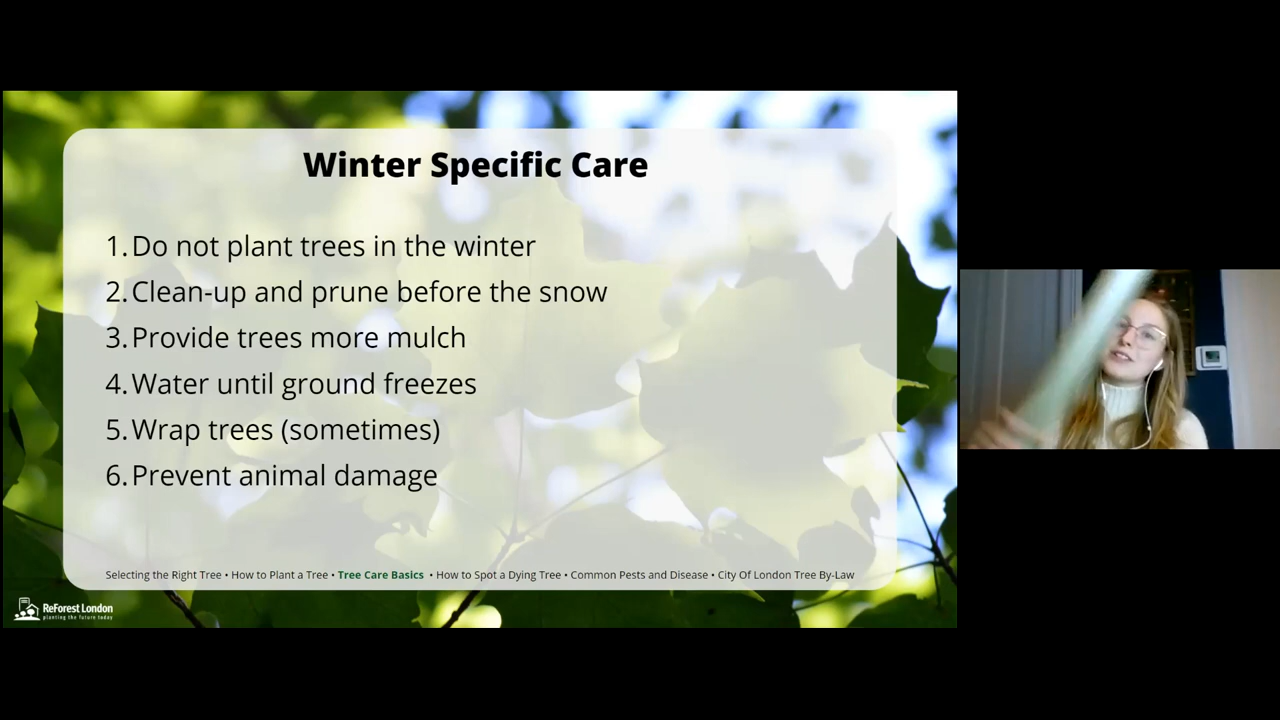 Winter Specific Care
1. Do not plant trees in the winter
2. Clean-up and prune before the snow
3. Provide trees more mulch
4. Water until ground freezes
5. Wrap trees (sometimes)
6. Prevent animal damage
Selecting the Right Tree • How to Plant a Tree • Tree Care Basics • How to Spot a Dying Tree • Common Pests and Disease • City Of London Tree By-Law
ReForest London
planting the future today